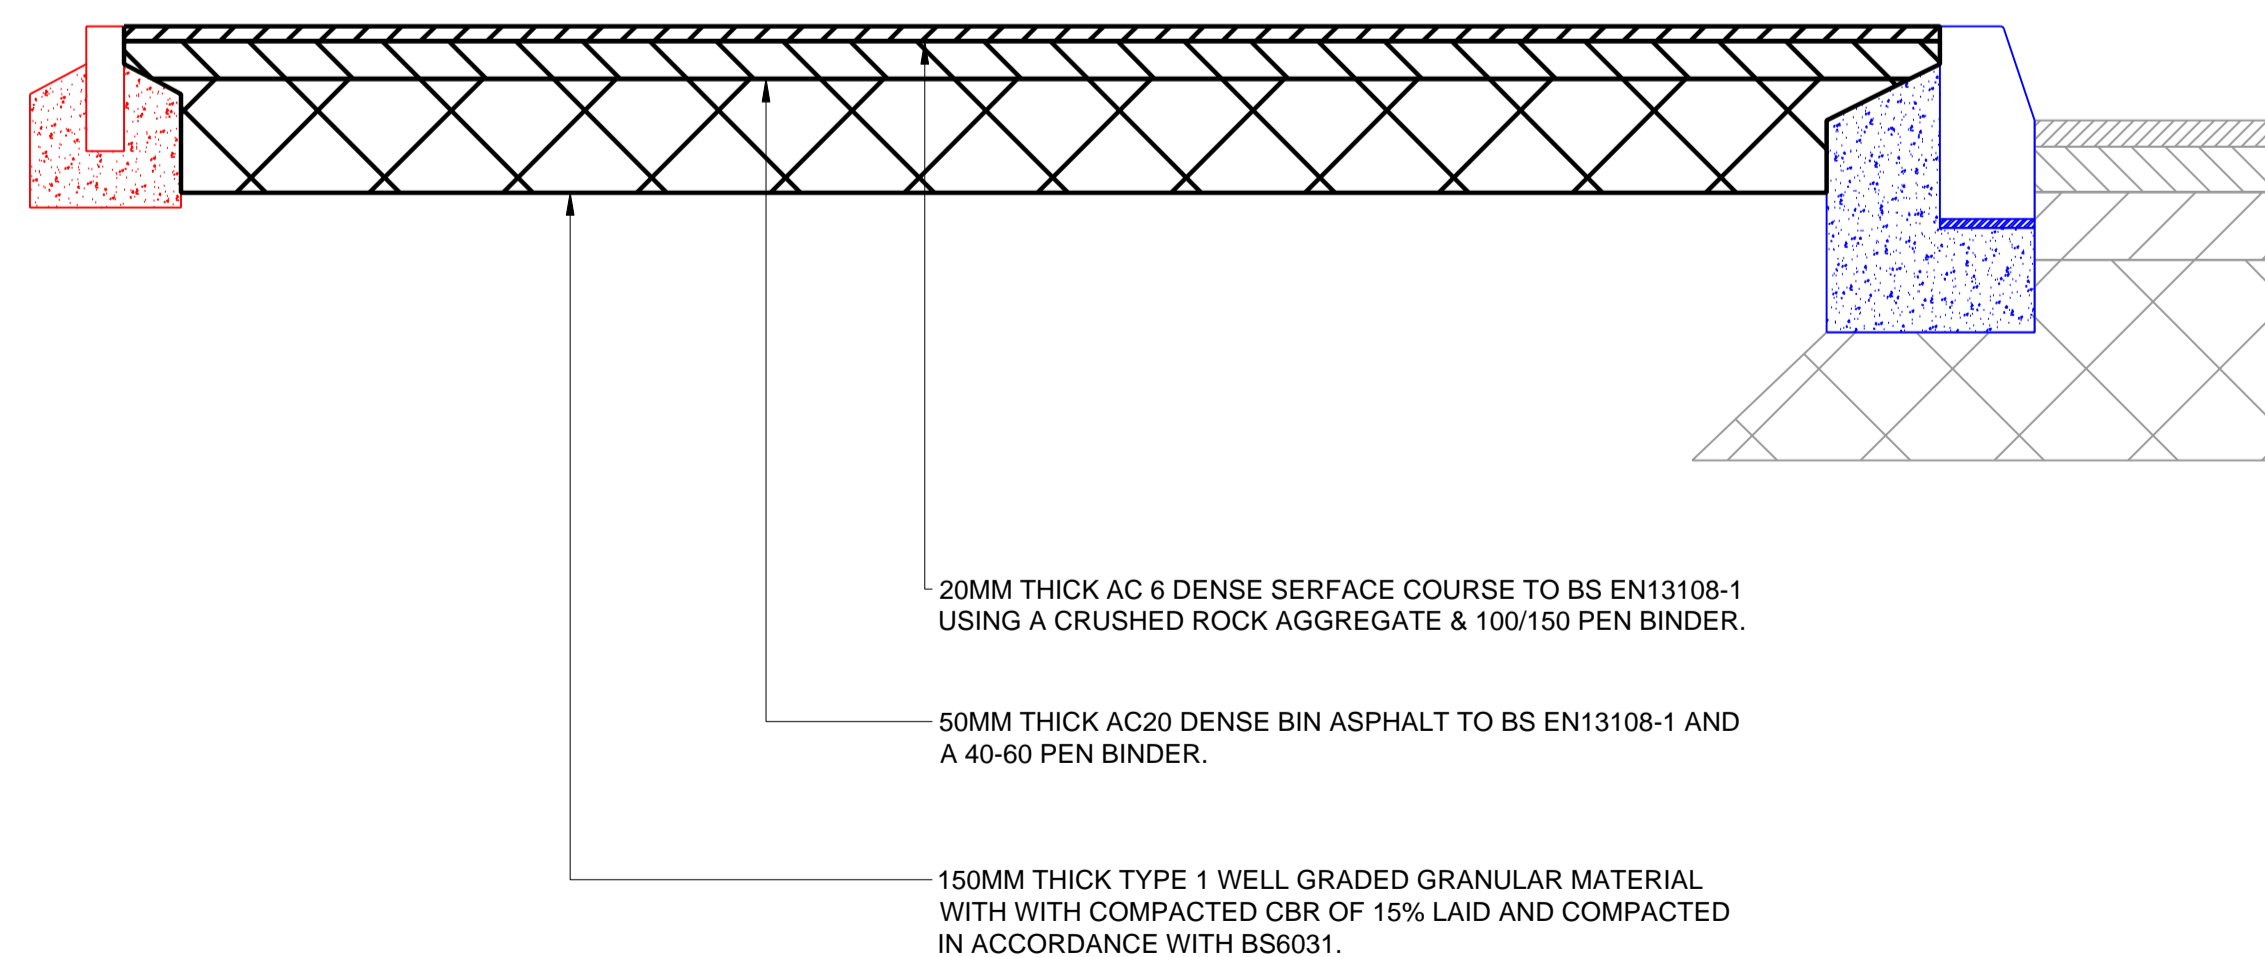 20MM THICK AC 6 DENSE SERFACE COURSE TO BS EN13108-1
USING A CRUSHED ROCK AGGREGATE & 100/150 PEN BINDER.
50MM THICK AC20 DENSE BIN ASPHALT TO BS EN13108-1 AND
A 40-60 PEN BINDER.
150MM THICK TYPE 1 WELL GRADED GRANULAR MATERIAL
WITH WITH COMPACTED CBR OF 15% LAID AND COMPACTED
IN ACCORDANCE WITH BS6031.